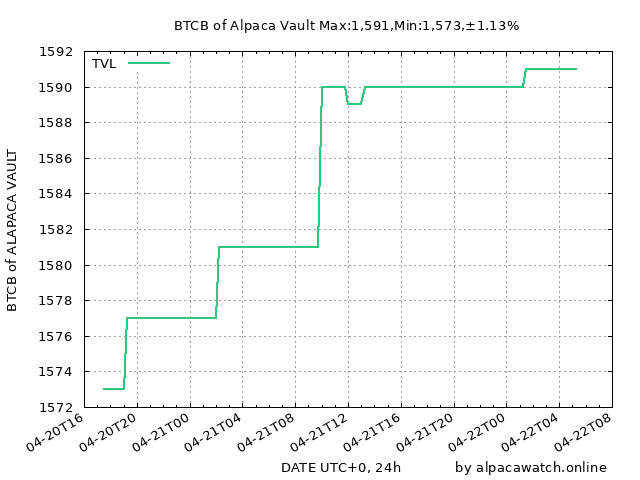 BTCB of Alpaca Vault Max:1,591,Min:1,573,±1.13%
TVL
BTCB of ALAPACA VAULT
1592
1590
1588
1586
1584
1582
1580
1578
1576
1574
1572
04-20T16
04-20T20
04-21T00
04-21T04
04-21T08
04-21T12
04-21T16
04-21T20
04-22T00
04-22T04
04-22T08
DATE UTC+0, 24h
by alpacawatch.online